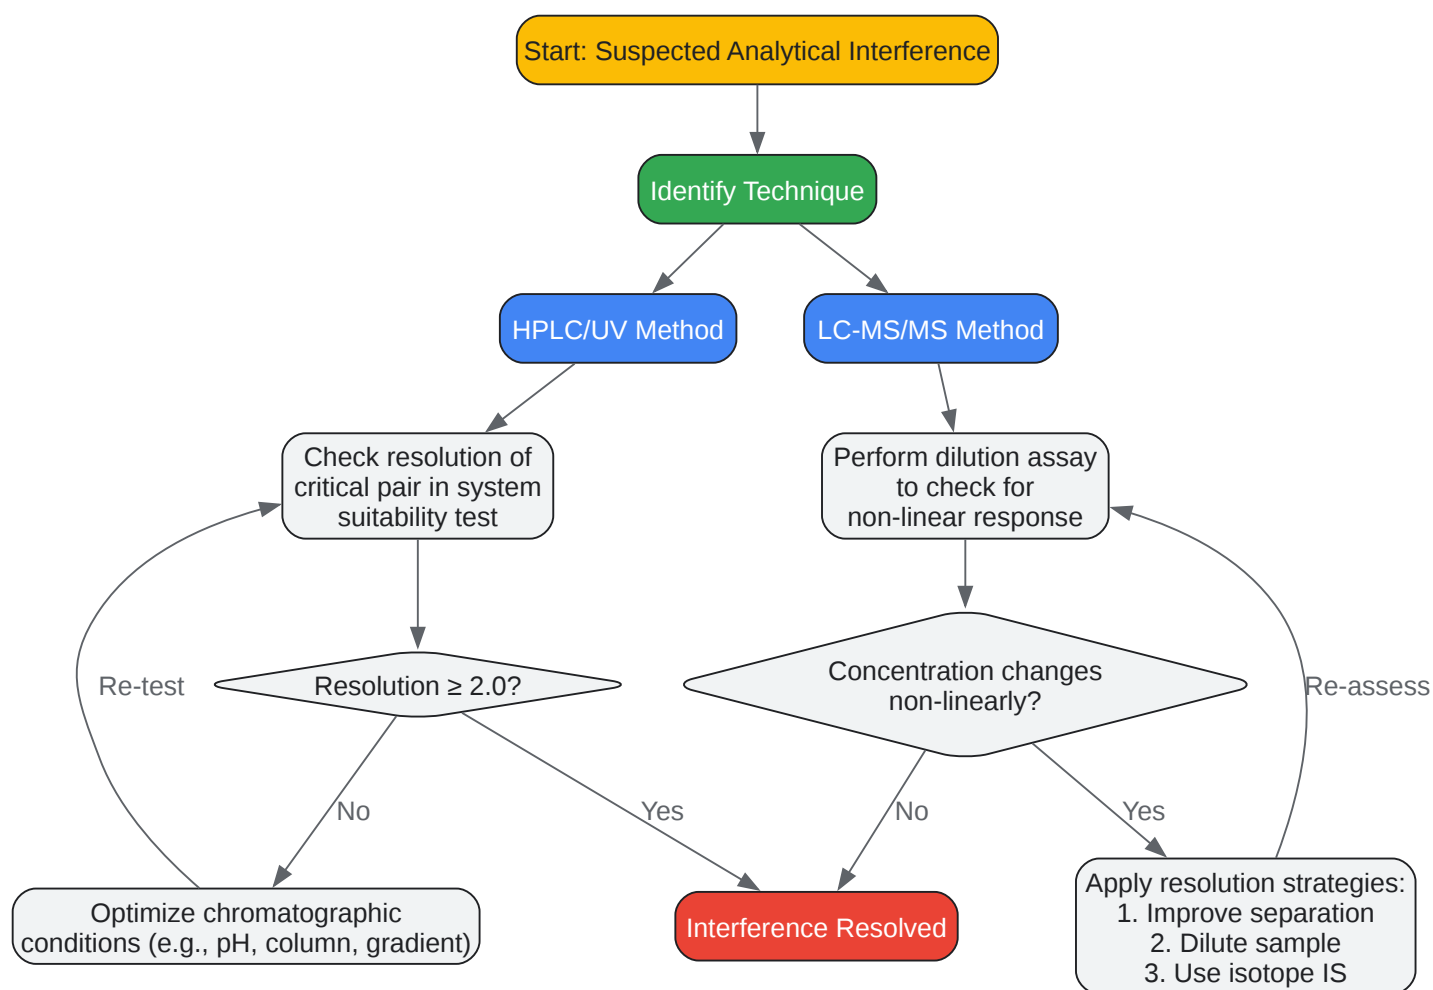 Start: Suspected Analytical Interference
Identify Technique
HPLC/UV Method
LC-MS/MS Method
Check resolution of
critical pair in system
suitability test
Perform dilution assay
to check for
non-linear response
Re-test
Resolution ≥ 2.0?
Concentration changes
non-linearly?
Re-assess
No
Yes
No
Yes
Optimize chromatographic
conditions (e.g., pH, column, gradient)
Interference Resolved
Apply resolution strategies:
1. Improve separation
2. Dilute sample
3. Use isotope IS